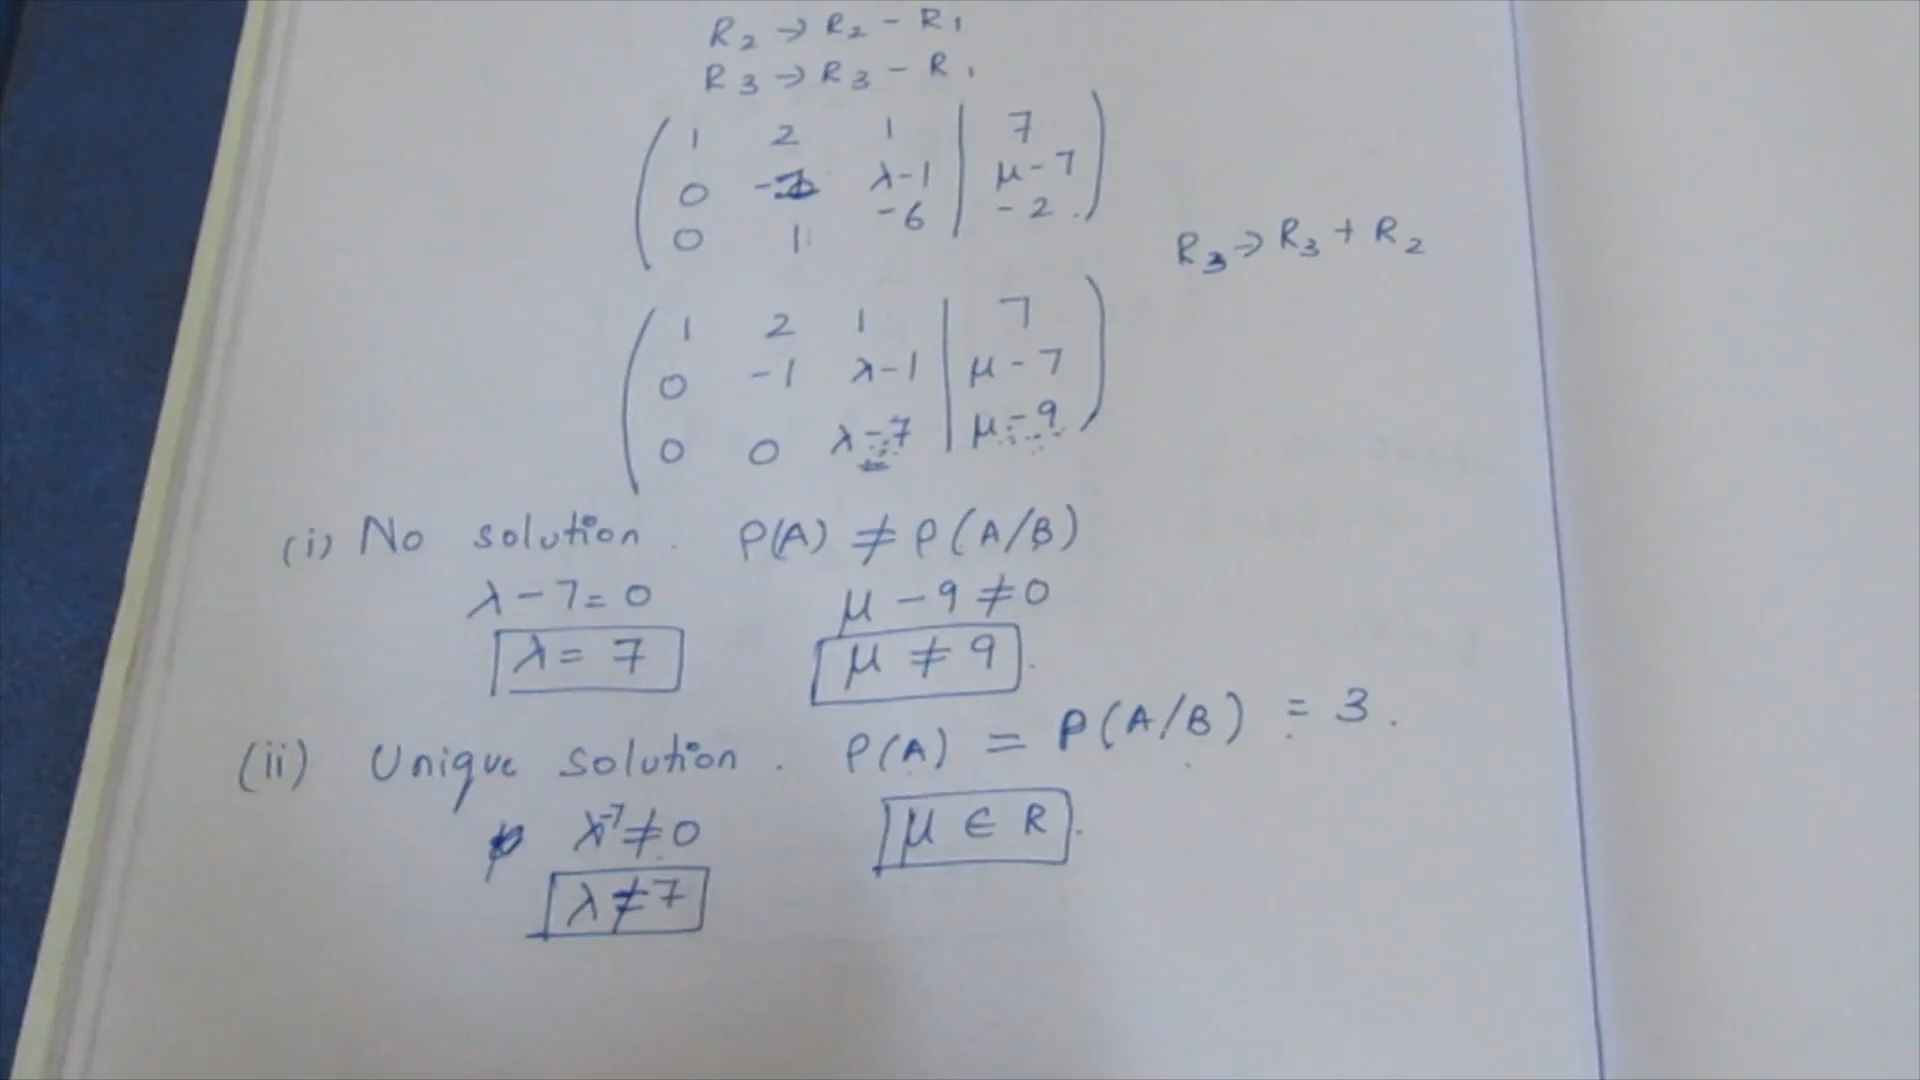 R2 → R2 - R1
R3 → R3 - R1
1 2 1 | 7
0 -1 λ-1 | μ-7
0 1 -6 | -2
R3 → R3 + R2
1 2 1 | 7
0 -1 λ-1 | μ-7
0 0 λ-7 | μ-9
(i) No solution. ρ(A) ≠ ρ(A/B)
λ-7=0 μ-9≠0
λ=7 μ≠9.
(ii) Unique solution. ρ(A) = ρ(A/B) = 3.
λ-7≠0 μ∈R.
λ≠7